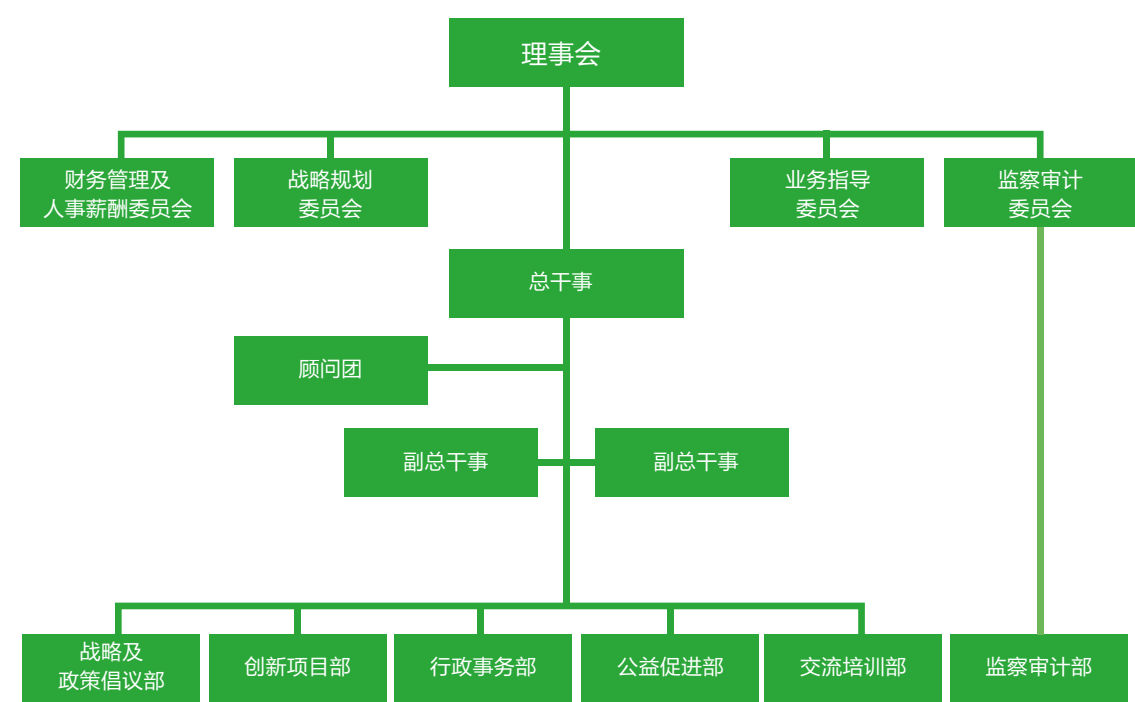 理事会
财务管理及
人事薪酬委员会
战略规划
委员会
业务指导
委员会
监察审计
委员会
总干事
顾问团
副总干事
副总干事
战略及
政策倡议部
创新项目部
行政事务部
公益促进部
交流培训部
监察审计部